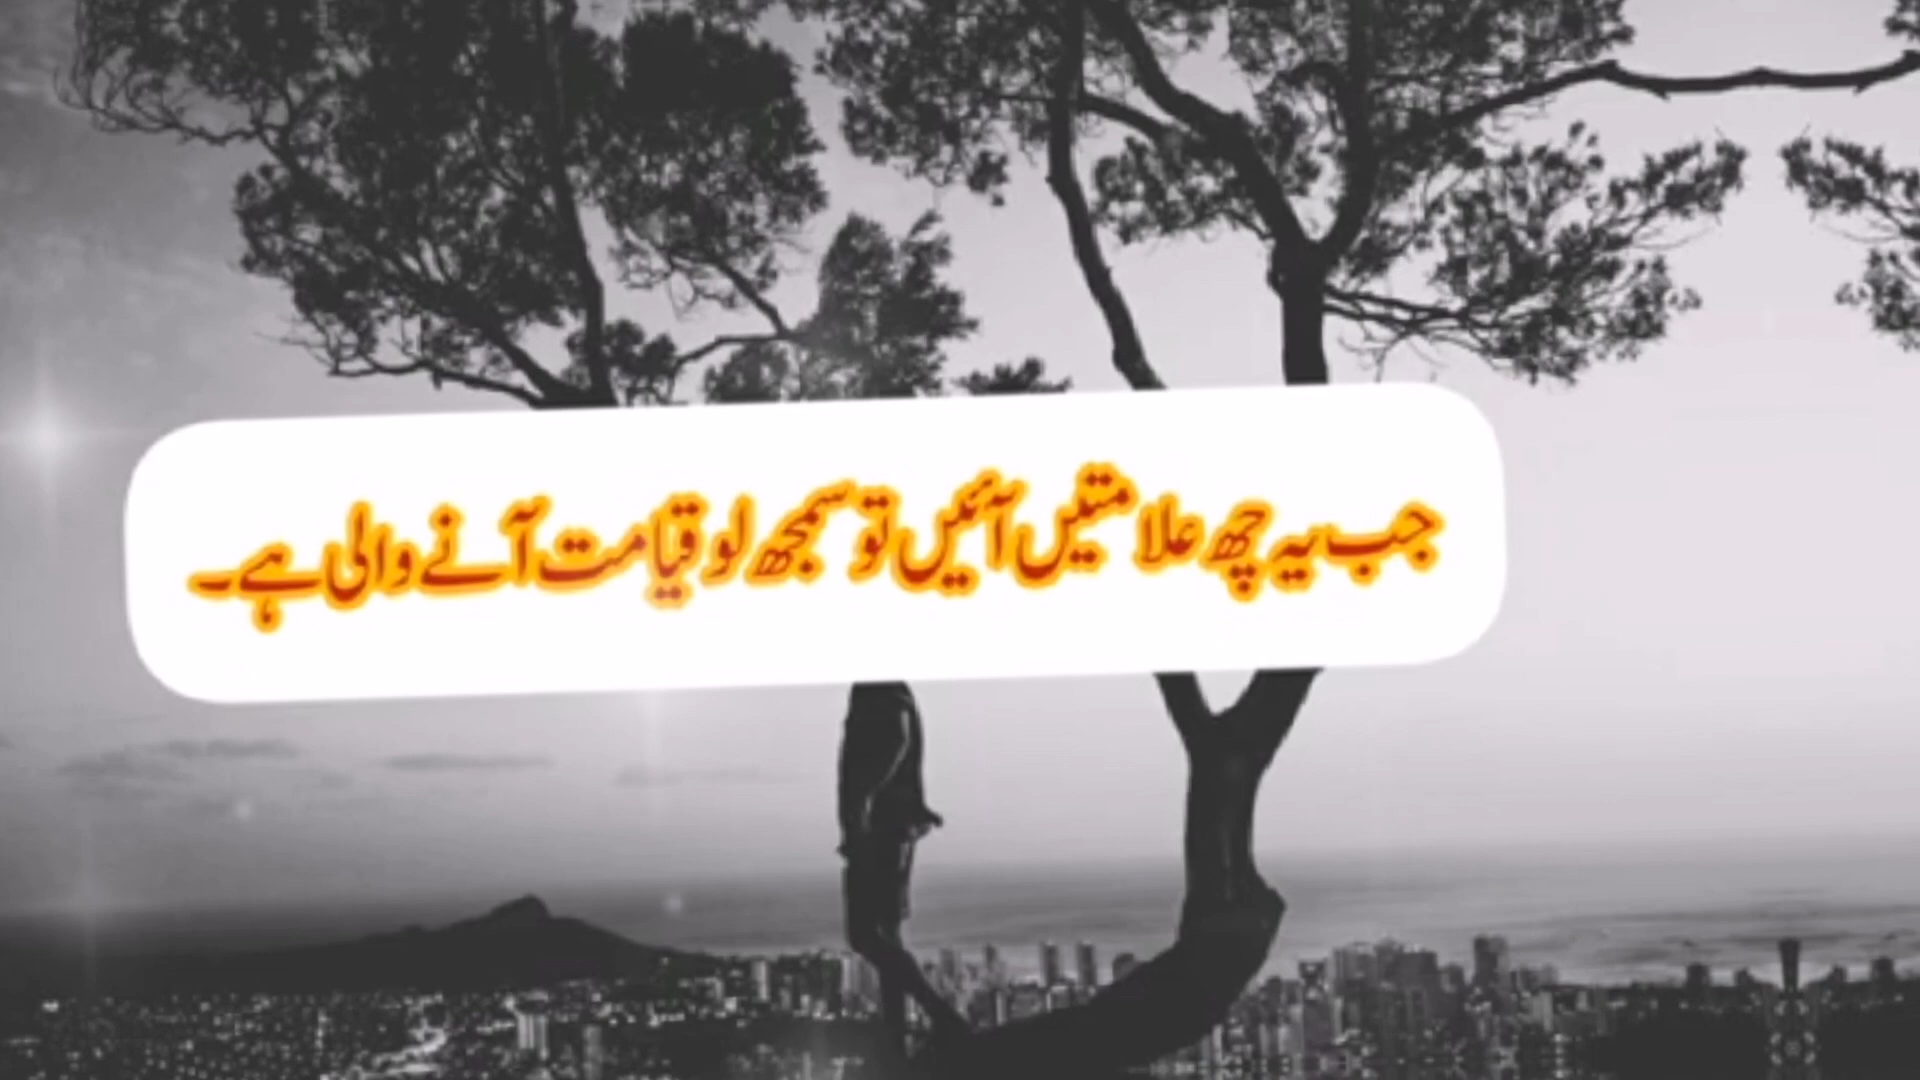 جب یہ چھ علامتیں آئیں تو سمجھ لو قیامت آنے والی ہے۔